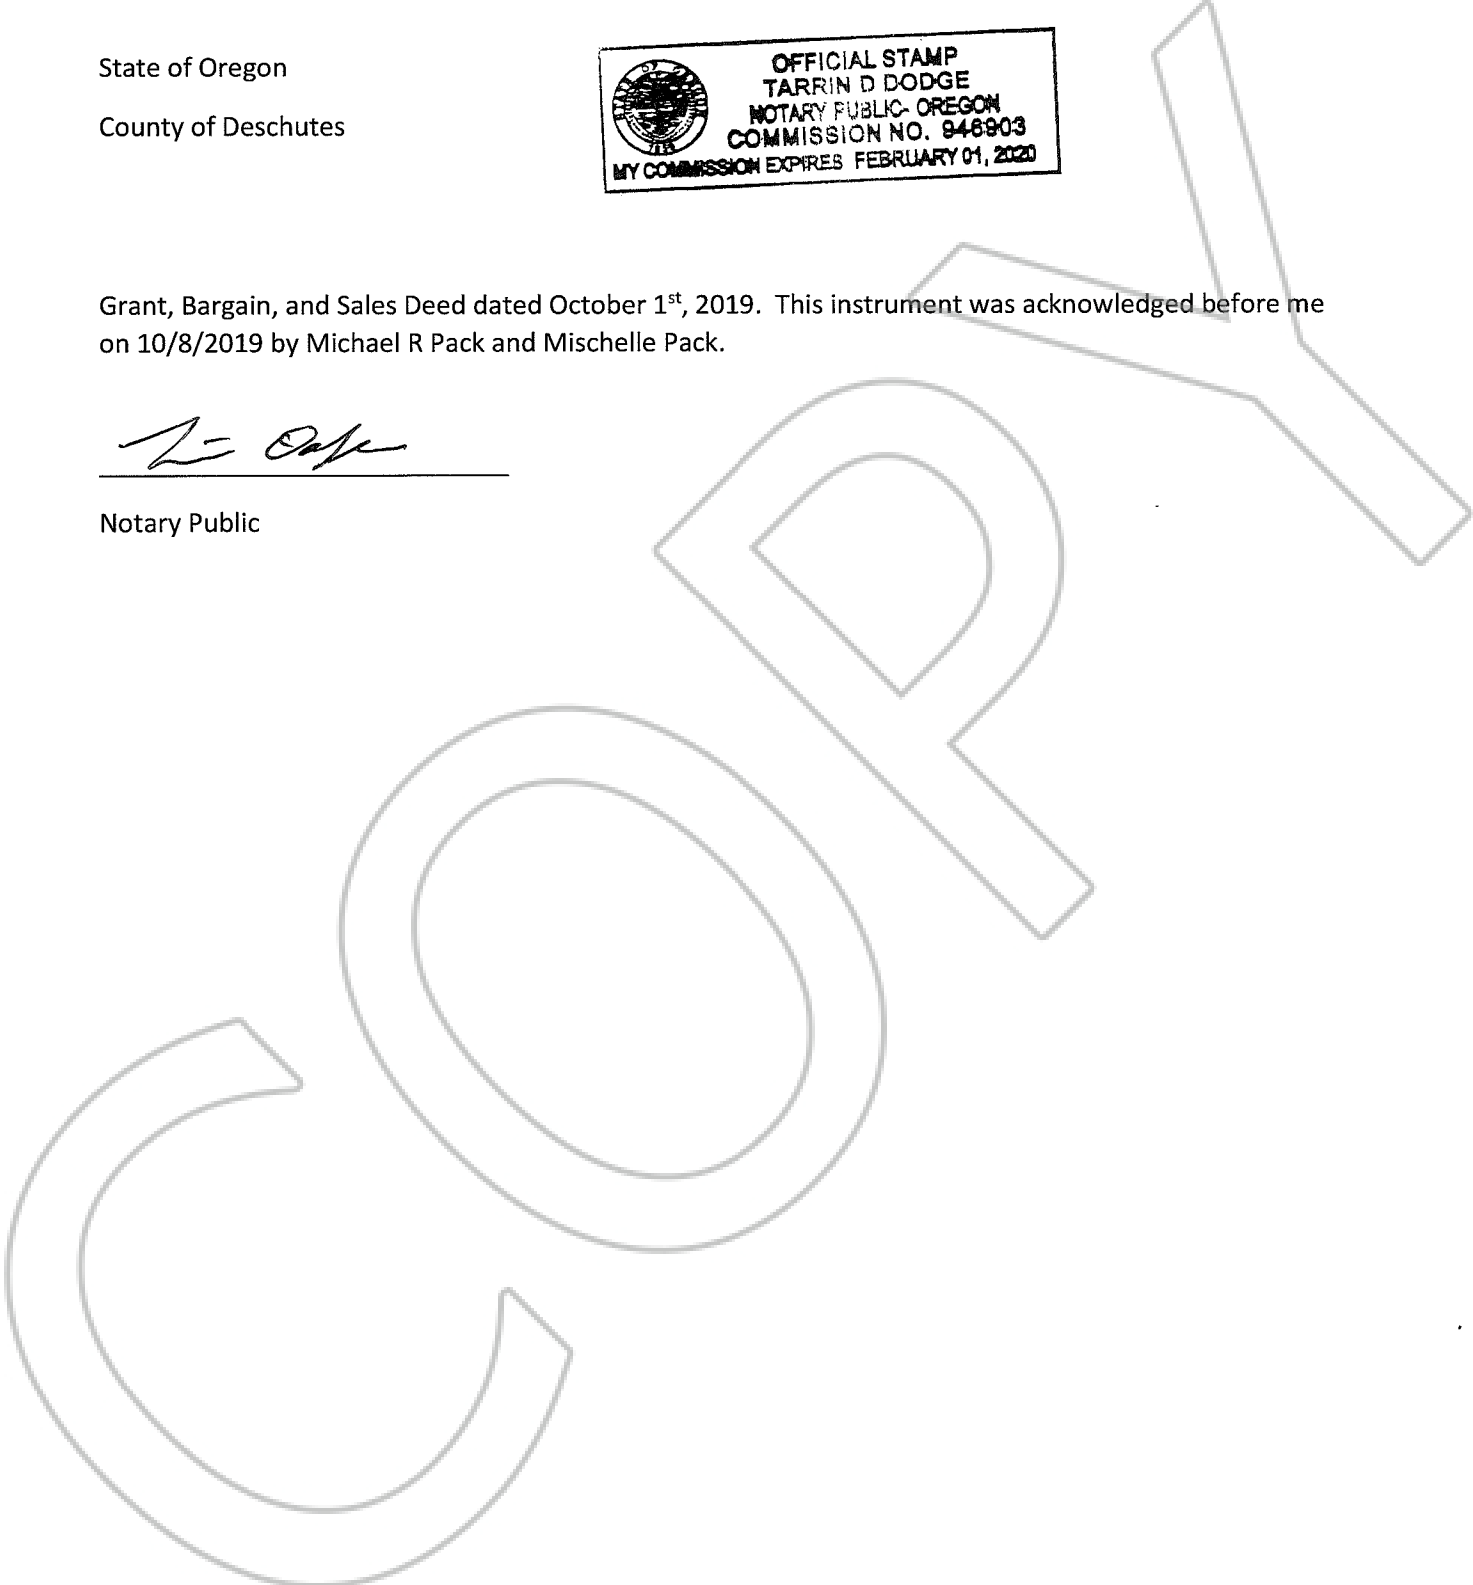 State of Oregon
County of Deschutes
OFFICIAL STAMP
TARRIN D DODGE
NOTARY PUBLIC- OREGON
COMMISSION NO. 946903
MY COMMISSION EXPIRES FEBRUARY 01, 2020
Grant, Bargain, and Sales Deed dated October 1st, 2019. This instrument was acknowledged before me
on 10/8/2019 by Michael R Pack and Mischelle Pack.
Notary Public
COPY